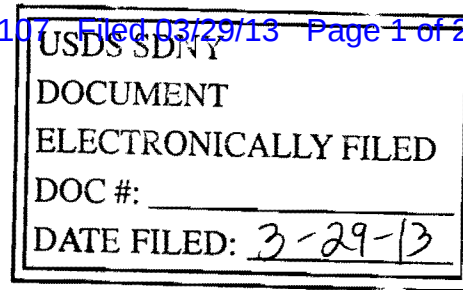 107 Filed 03/29/13 Page 1 of 2
USDS SDNY
DOCUMENT
ELECTRONICALLY FILED
DOC #:
DATE FILED: 3-29-13